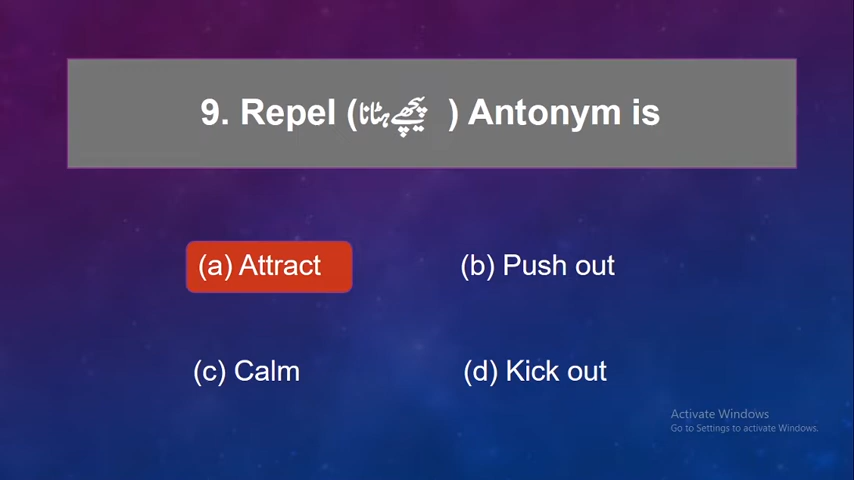 9. Repel (پیچھے ہٹانا) Antonym is
(a) Attract
(b) Push out
(c) Calm
(d) Kick out
Activate Windows
Go to Settings to activate Windows.